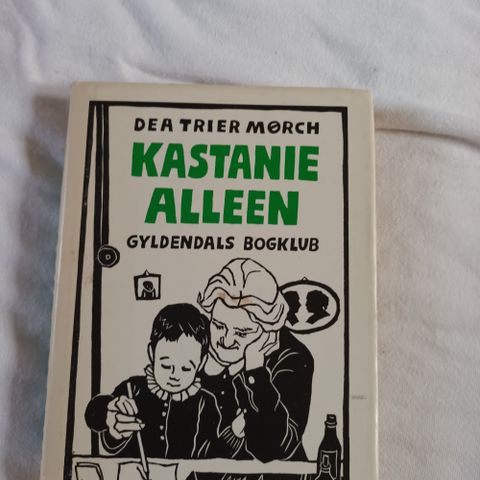 DEA TRIER MØRCH
KASTANIE
ALLEEN
GYLDENDALS BOGKLUB